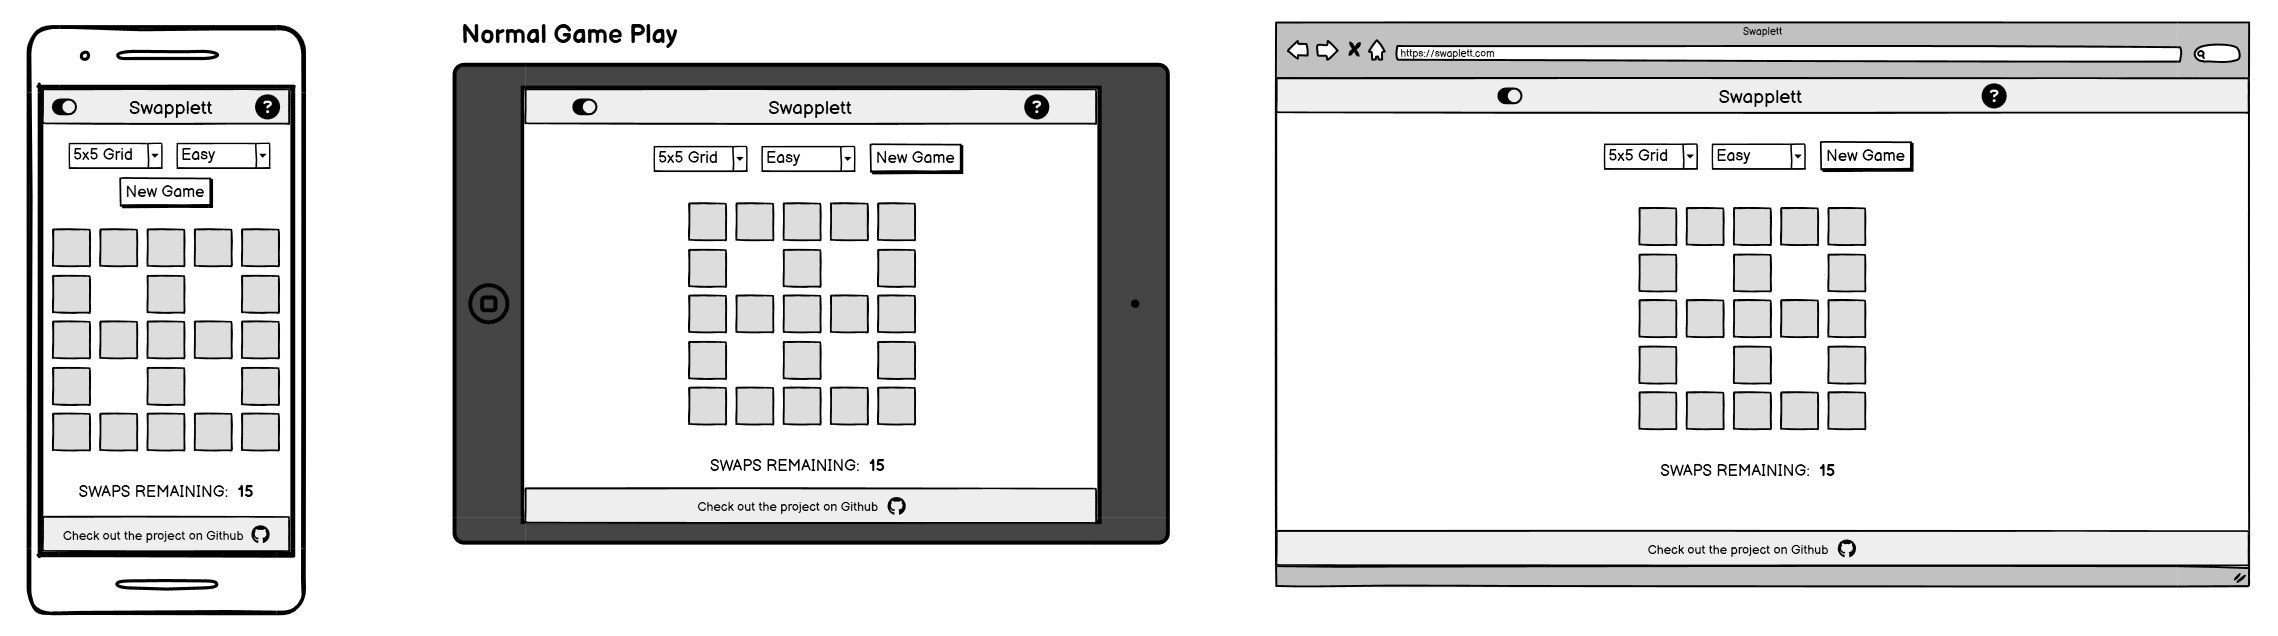 Swapplett
?
5x5 Grid
Easy
New Game
SWAPS REMAINING: 15
Check out the project on Github
Normal Game Play
Swapplett
?
5x5 Grid
Easy
New Game
SWAPS REMAINING: 15
Check out the project on Github
Swaplett
https://swaplett.com
Swapplett
?
5x5 Grid
Easy
New Game
SWAPS REMAINING: 15
Check out the project on Github